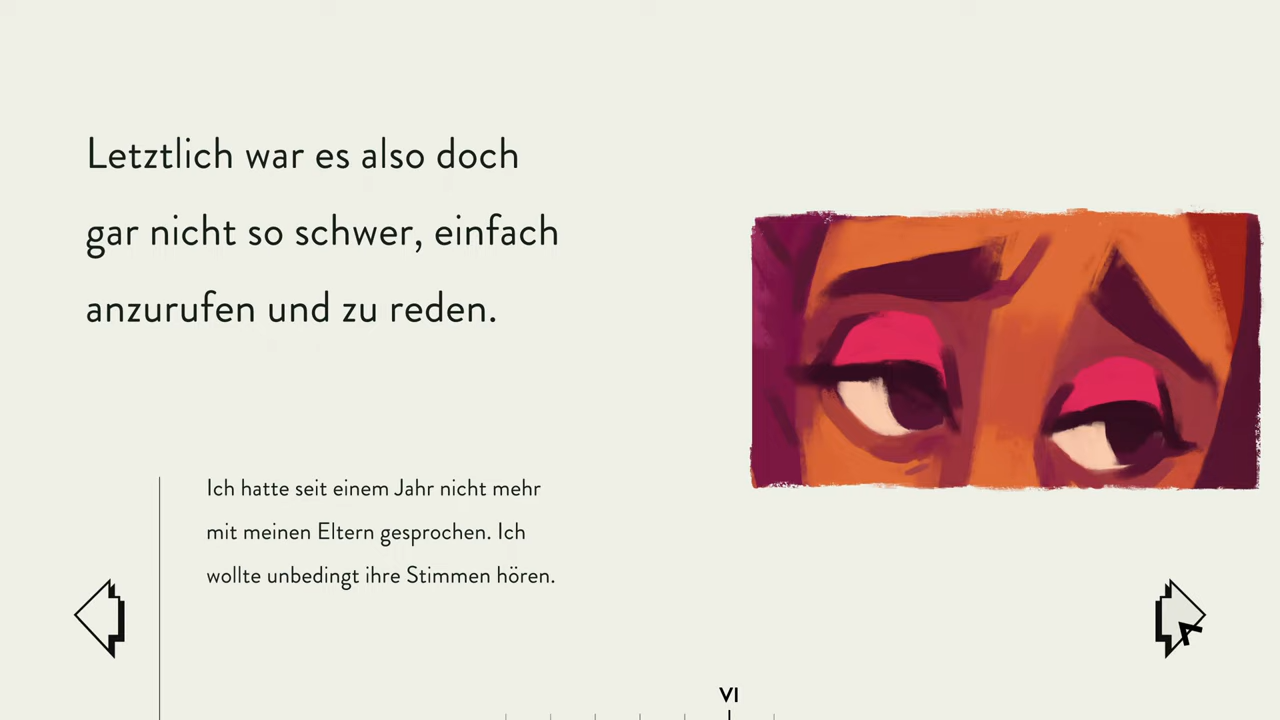 Letztlich war es also doch
gar nicht so schwer, einfach
anzurufen und zu reden.
Ich hatte seit einem Jahr nicht mehr
mit meinen Eltern gesprochen. Ich
wollte unbedingt ihre Stimmen hören.
VI